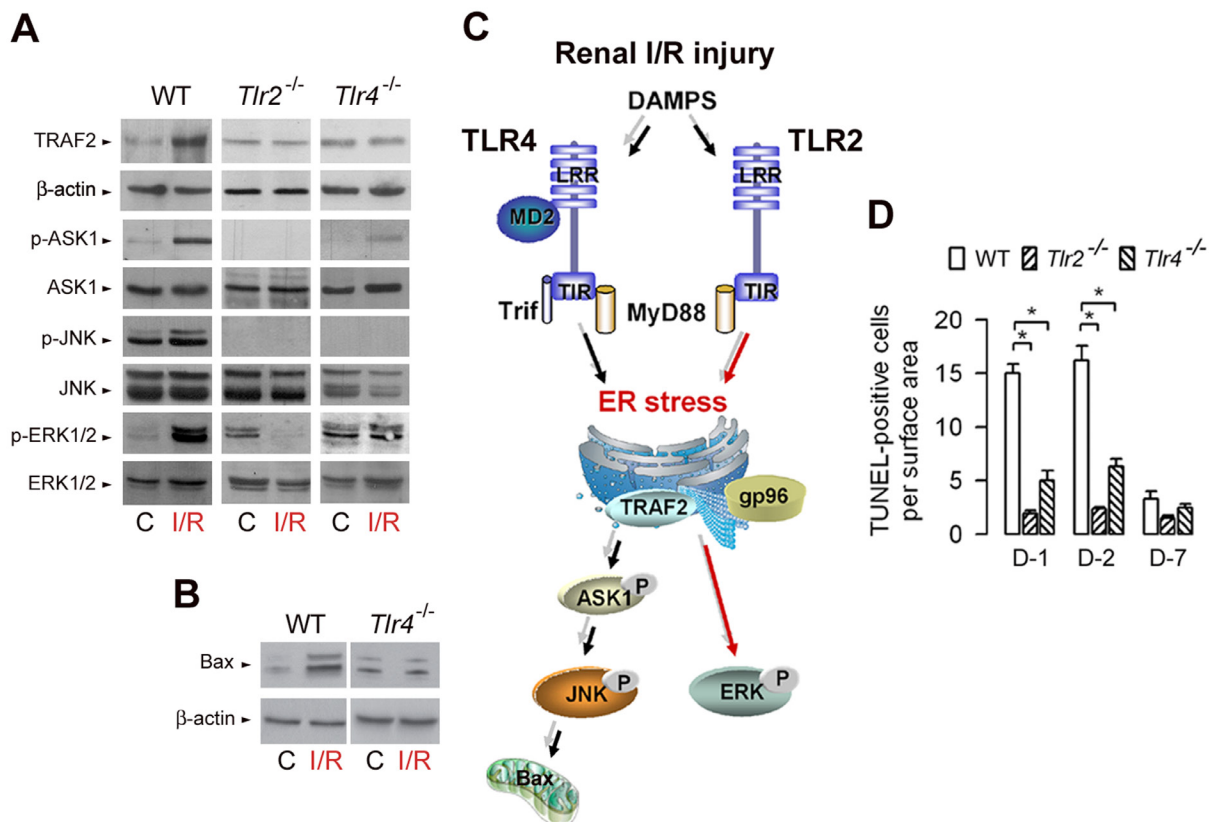 A
WT Tlr2 -/- Tlr4 -/-
TRAF2
β-actin
p-ASK1
ASK1
p-JNK
JNK
p-ERK1/2
ERK1/2
C I/R C I/R C I/R
B
WT Tlr4 -/-
Bax
β-actin
C I/R C I/R
C
Renal I/R injury
DAMPS
TLR4 TLR2
LRR LRR
MD2
TIR TIR
Trif MyD88
ER stress
gp96
TRAF2
ASK1 P
JNK P ERK P
Bax
D
WT Tlr2 -/- Tlr4 -/-
TUNEL-positive cells
per surface area
20
15
10
5
0
* * * *
D-1 D-2 D-7